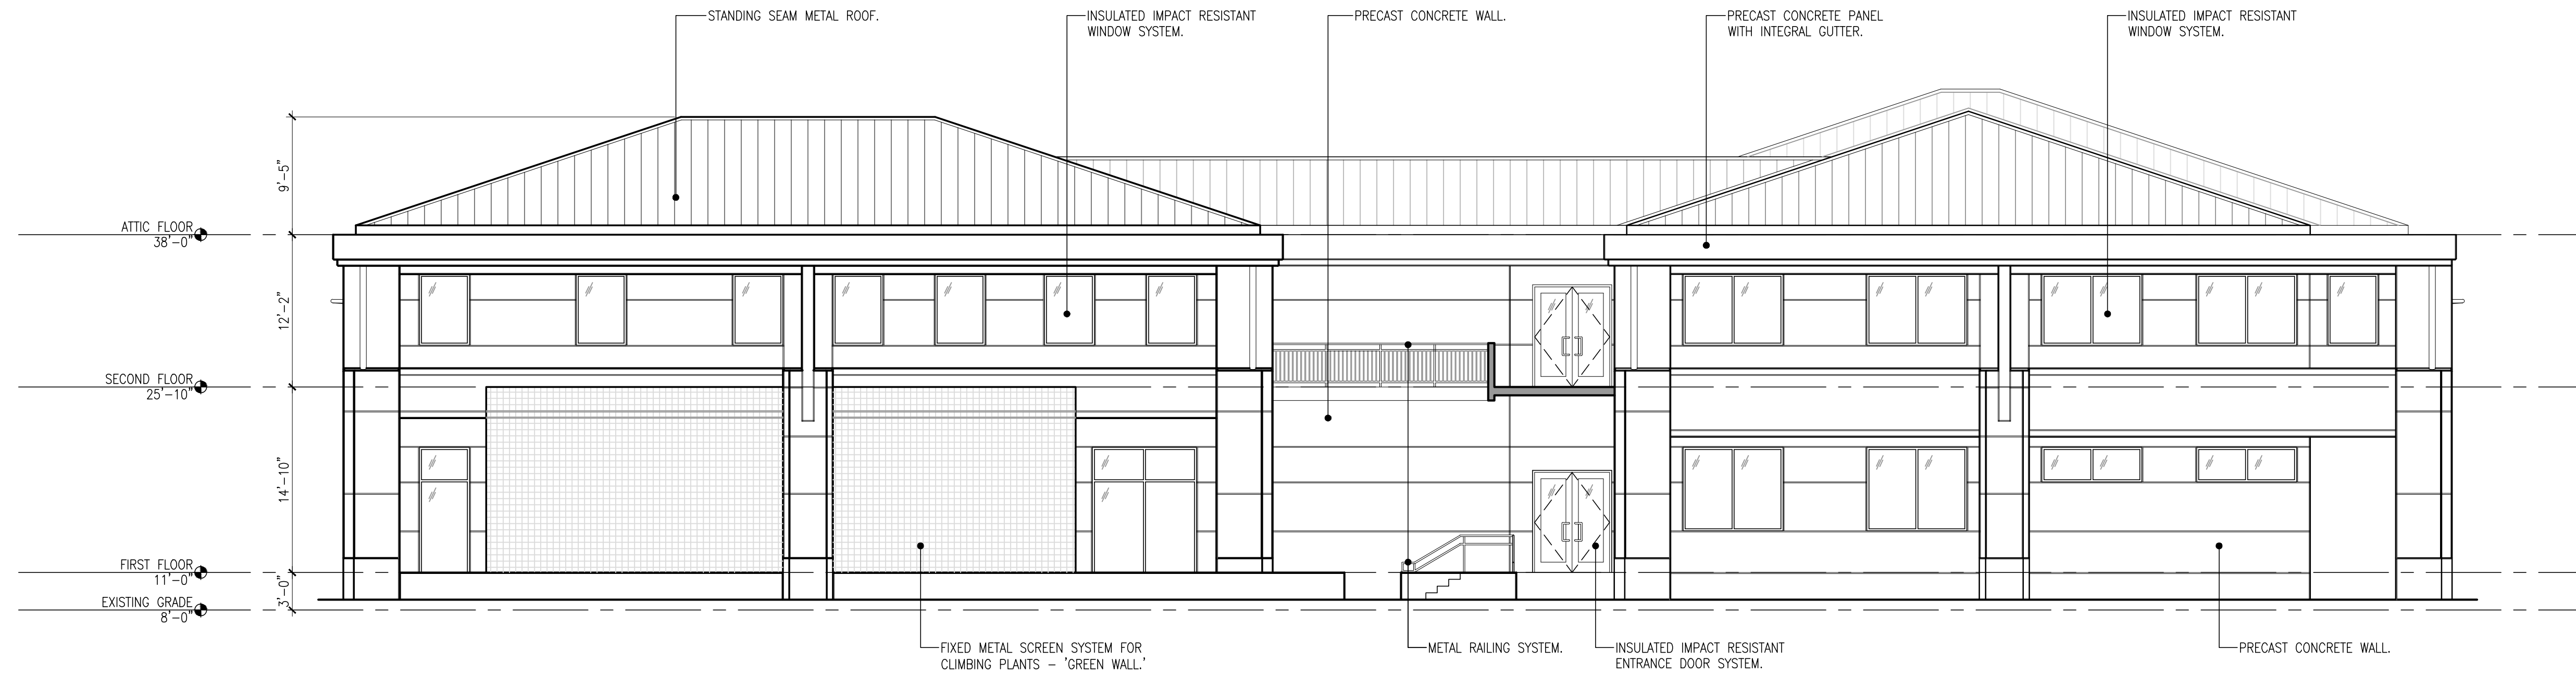 STANDING SEAM METAL ROOF.
INSULATED IMPACT RESISTANT
WINDOW SYSTEM.
PRECAST CONCRETE WALL.
PRECAST CONCRETE PANEL
WITH INTEGRAL GUTTER.
INSULATED IMPACT RESISTANT
WINDOW SYSTEM.
9'-5"
ATTIC FLOOR
38'-0"
12'-2"
SECOND FLOOR
25'-10"
14'-10"
FIRST FLOOR
11'-0"
3'-0"
EXISTING GRADE
8'-0"
FIXED METAL SCREEN SYSTEM FOR
CLIMBING PLANTS - 'GREEN WALL.'
METAL RAILING SYSTEM.
INSULATED IMPACT RESISTANT
ENTRANCE DOOR SYSTEM.
PRECAST CONCRETE WALL.